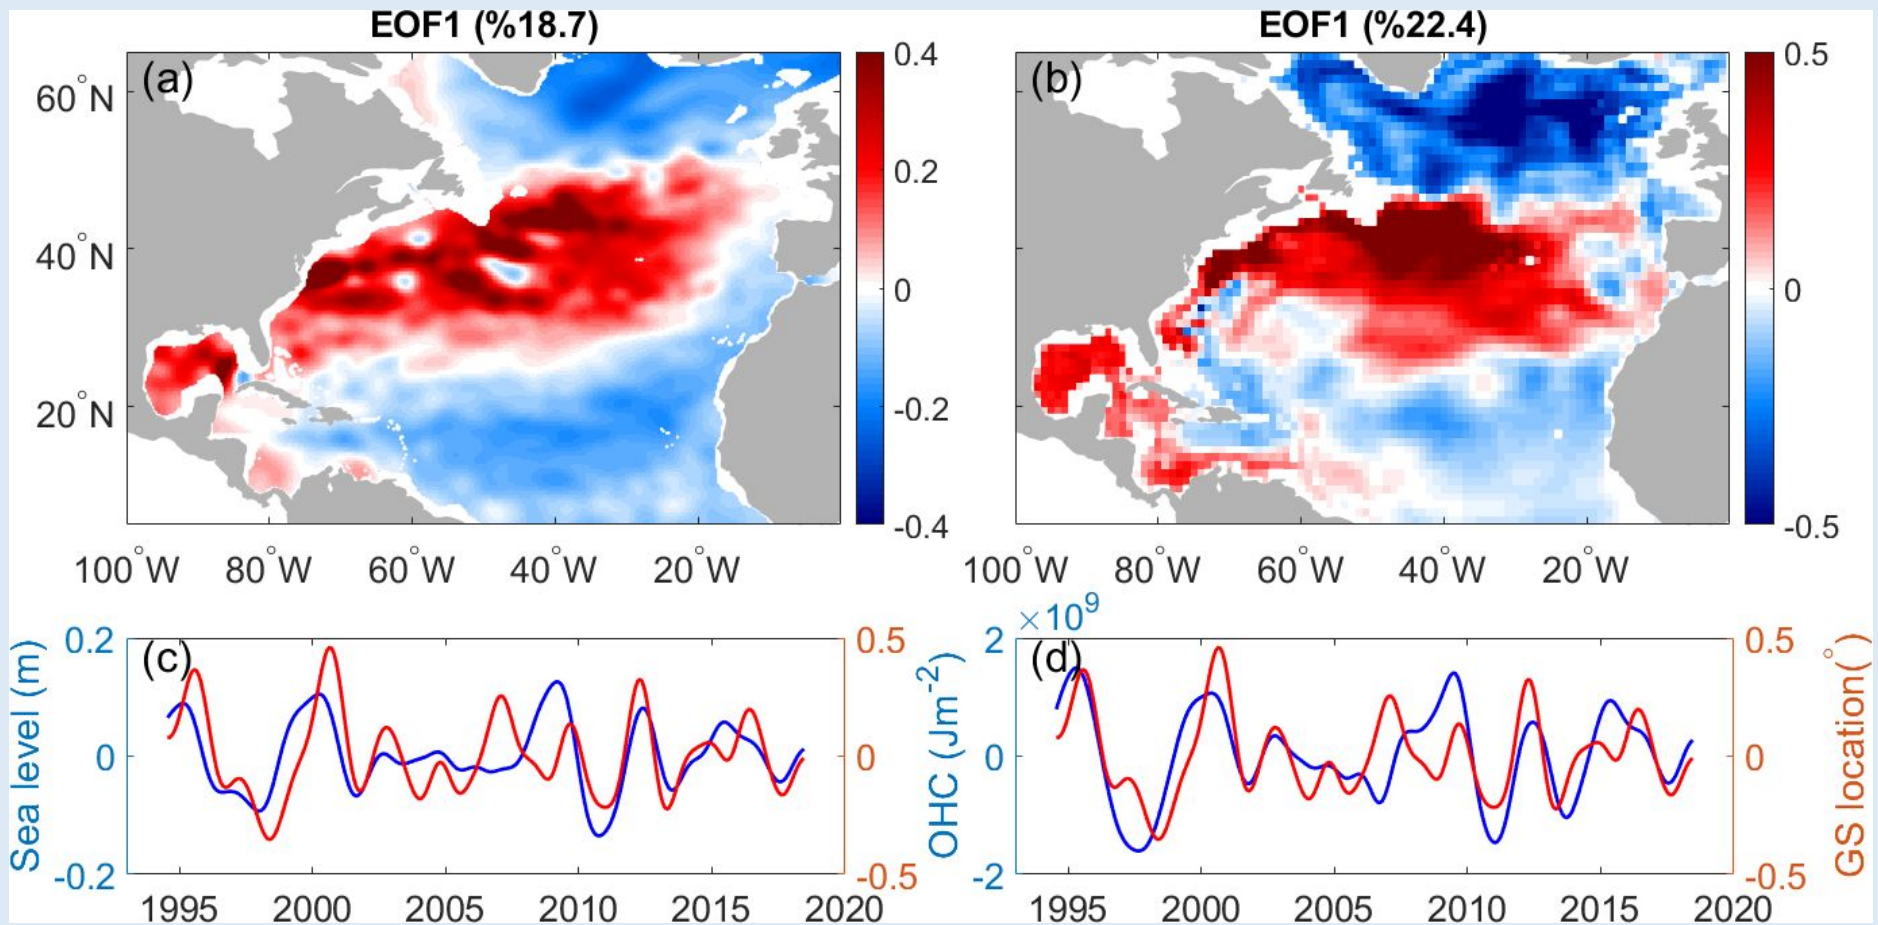 EOF1 (%18.7)
EOF1 (%22.4)
(a)
60°N
40°N
20°N
100°W 80°W 60°W 40°W 20°W
0.4
0.2
0
-0.2
-0.4
(b)
100°W 80°W 60°W 40°W 20°W
0.5
0
-0.5
(c)
Sea level (m)
0.2
0
-0.2
0.5
0
-0.5
1995 2000 2005 2010 2015 2020
×10⁹
(d)
OHC (Jm⁻²)
2
0
-2
0.5
0
-0.5
GS location(°)
1995 2000 2005 2010 2015 2020